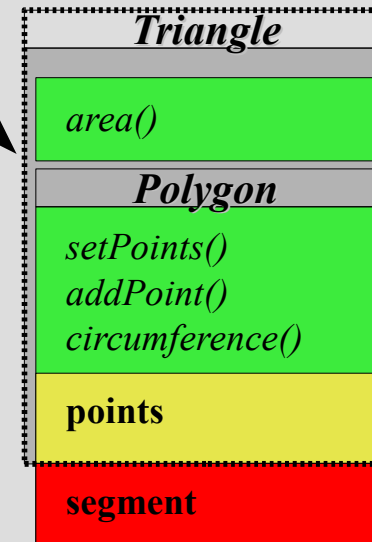 Triangle
area()
Polygon
setPoints()
addPoint()
circumference()
points
segment